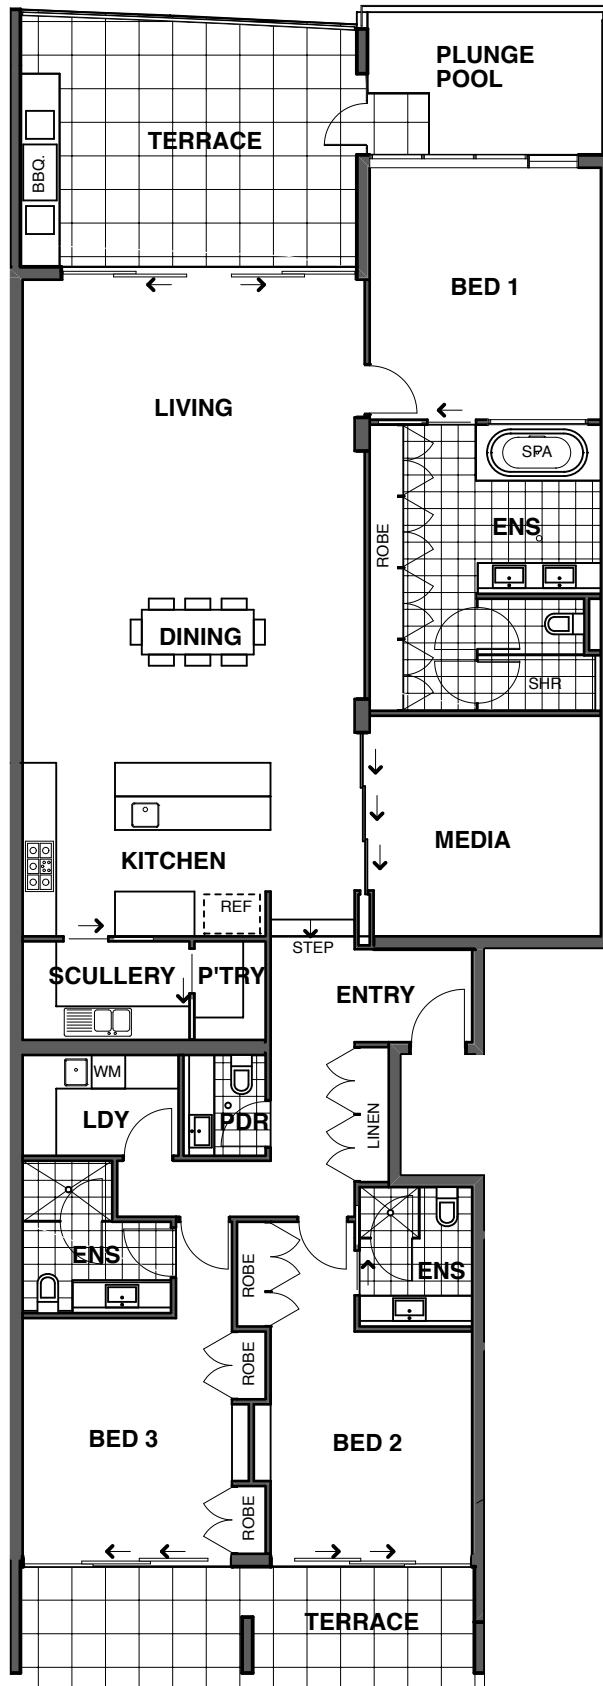 PLUNGE
POOL
TERRACE
BBQ.
BED 1
LIVING
SPA
ROBE
ENS
DINING
SHR
MEDIA
KITCHEN
REF
STEP
SCULLERY
P'TRY
ENTRY
WM
LDY
PDR
LINEN
ENS
ROBE
ENS
ROBE
BED 3
BED 2
ROBE
TERRACE